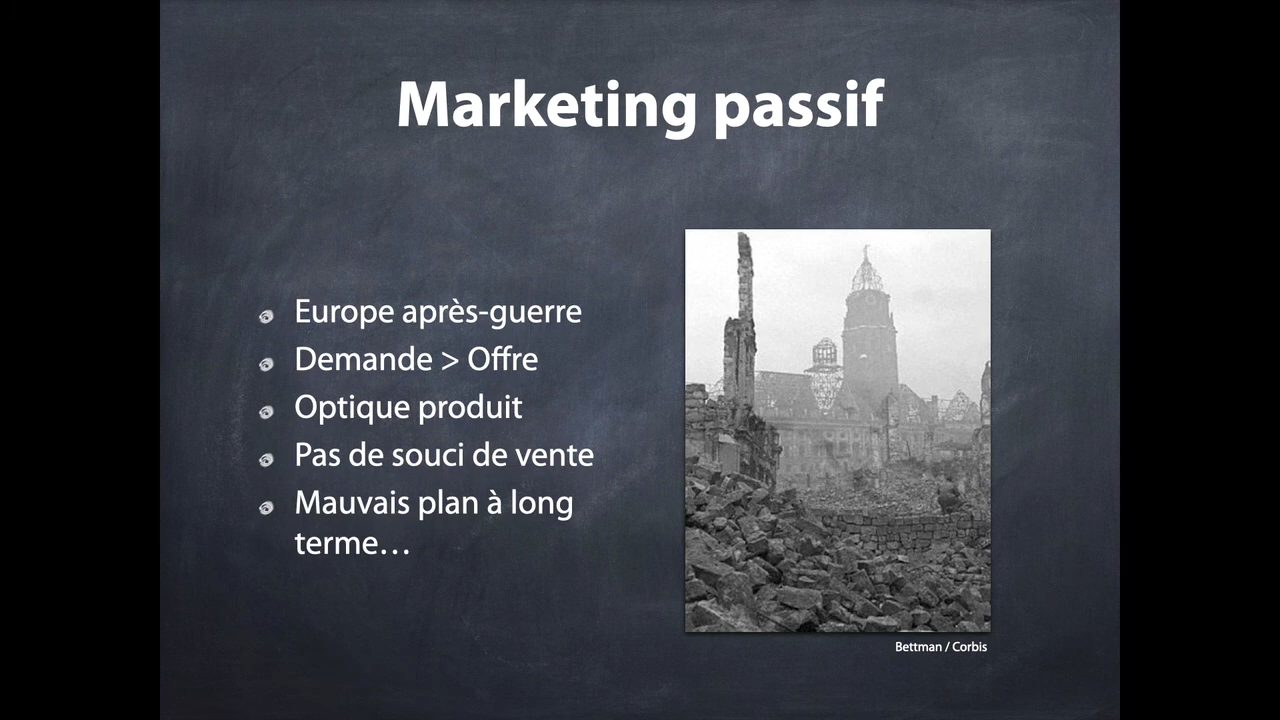 Marketing passif
Europe après-guerre
Demande > Offre
Optique produit
Pas de souci de vente
Mauvais plan à long
terme…
Bettman / Corbis